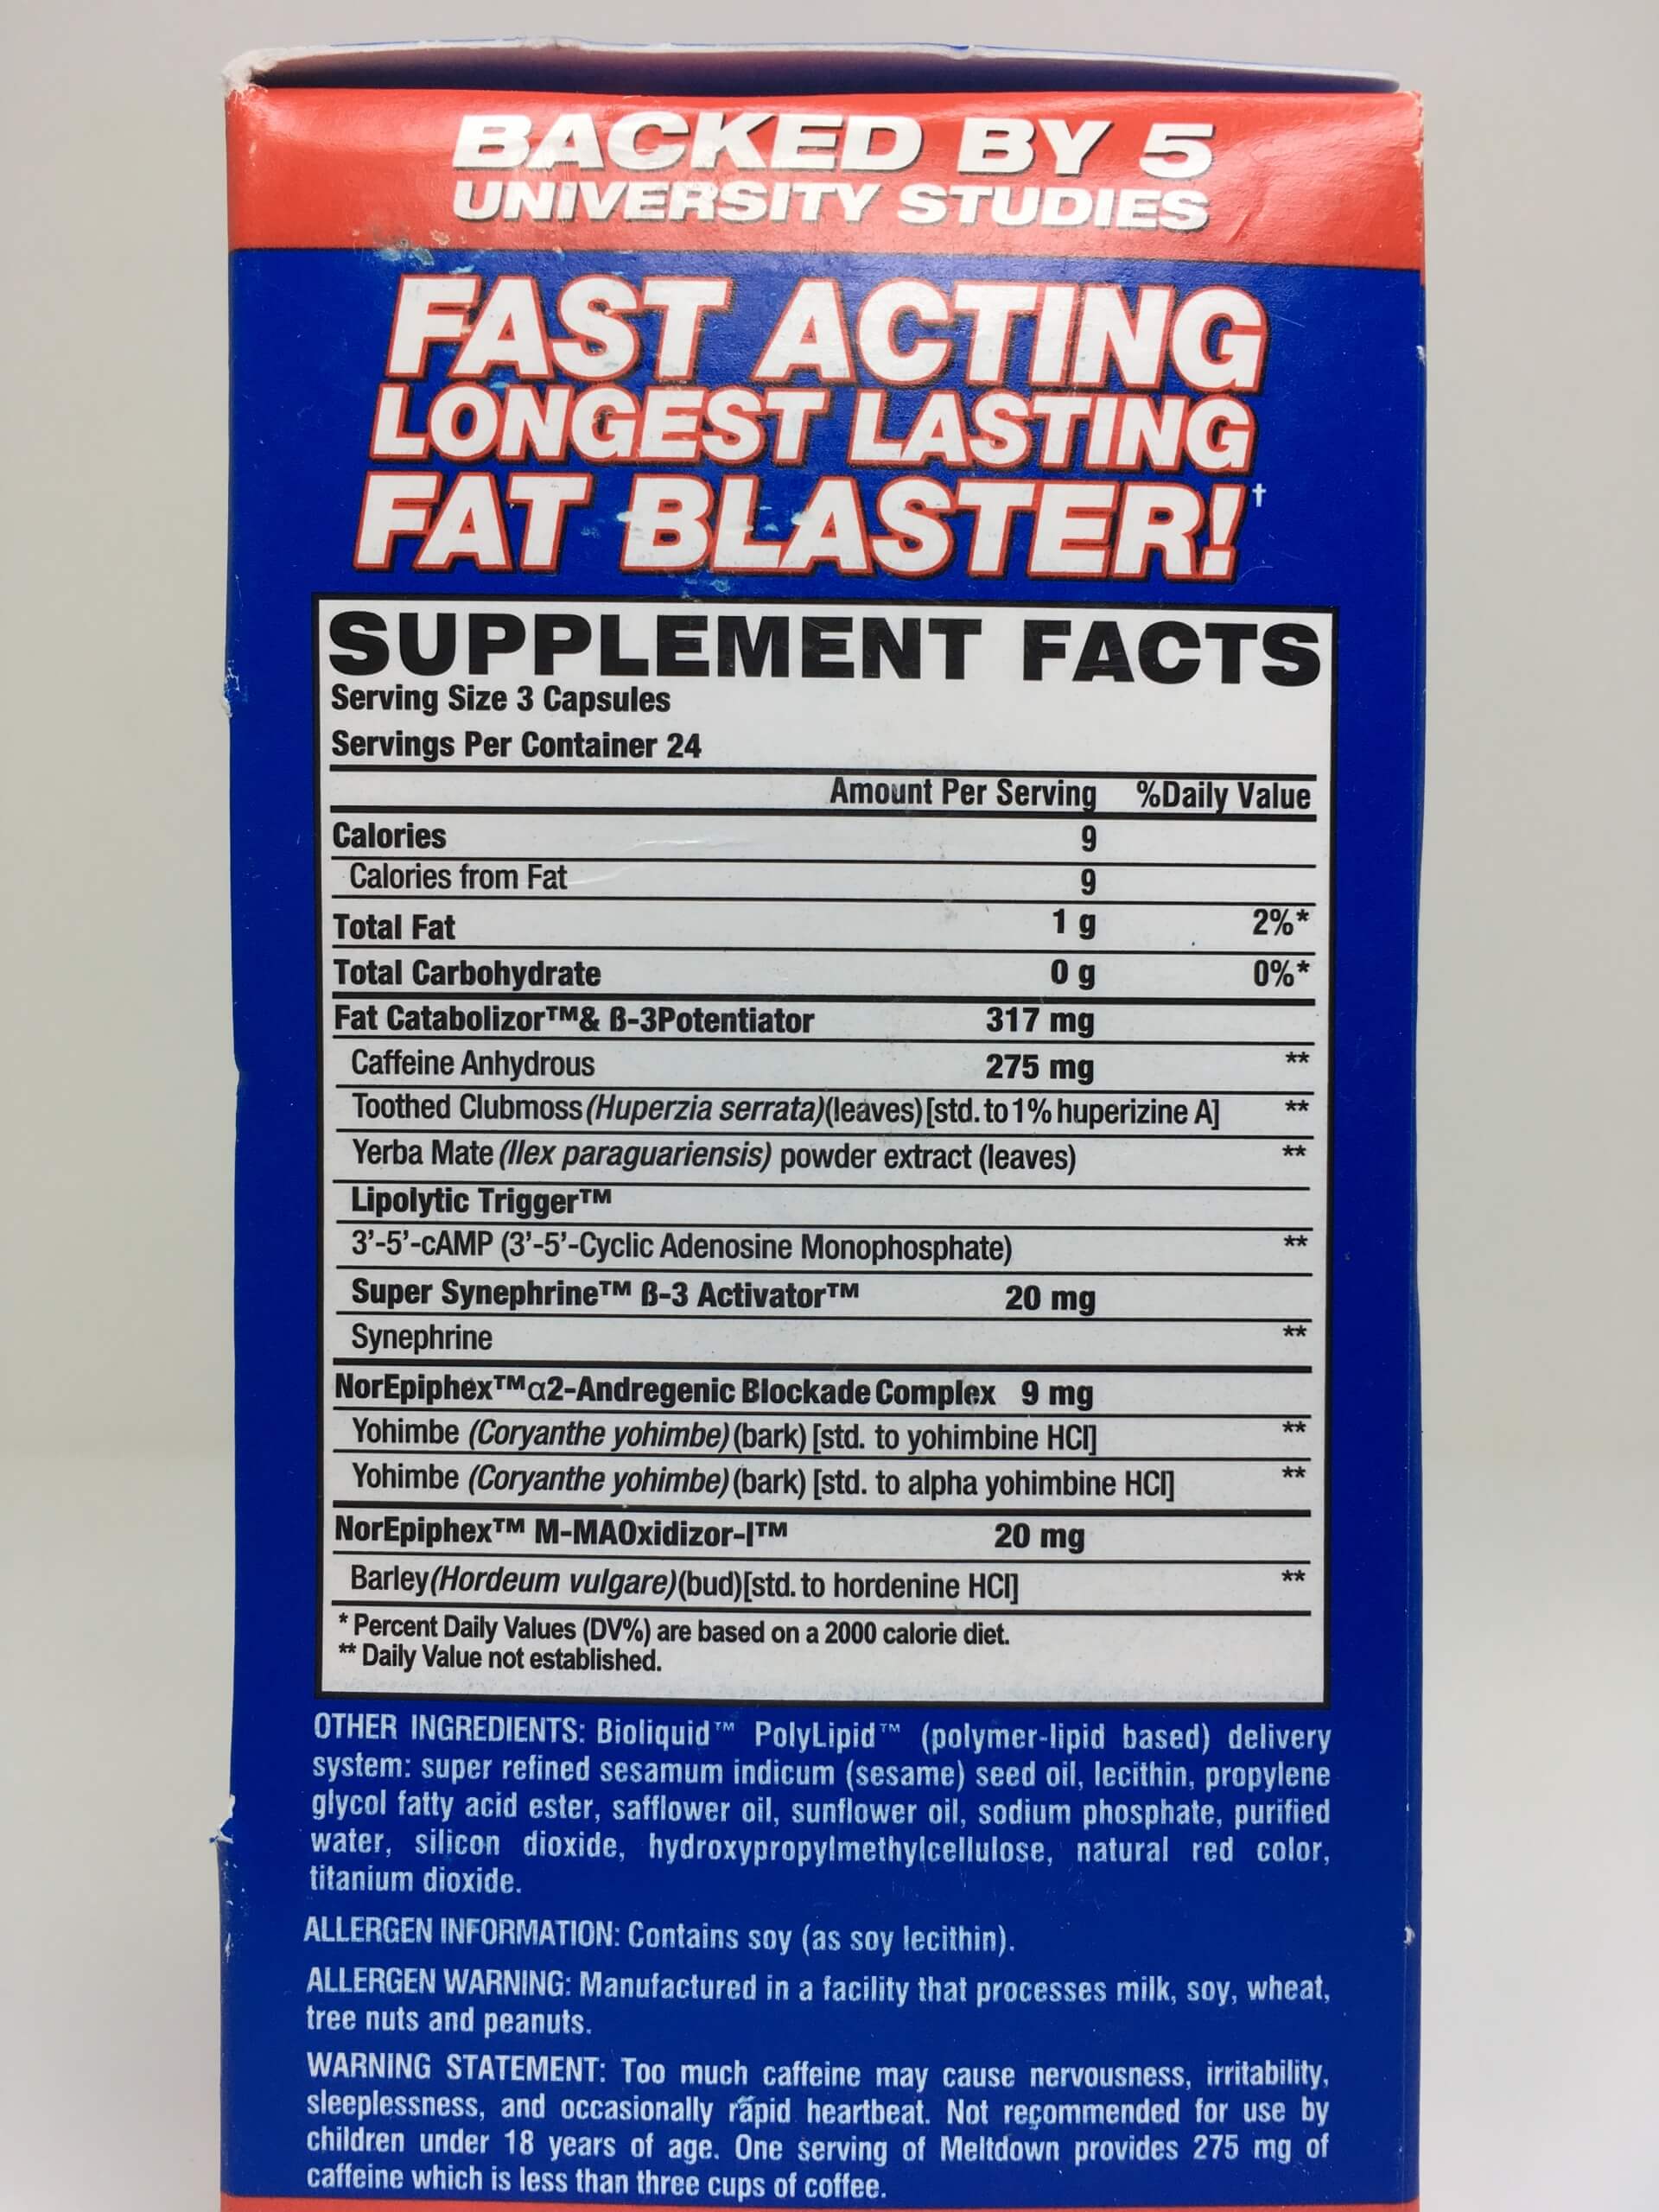 BACKED BY 5
UNIVERSITY STUDIES
FAST ACTING
LONGEST LASTING
FAT BLASTER!†
SUPPLEMENT FACTS
Serving Size 3 Capsules
Servings Per Container 24
Amount Per Serving %Daily Value
Calories 9
Calories from Fat 9
Total Fat 1 g 2%*
Total Carbohydrate 0 g 0%*
Fat Catabolizor™& ß-3Potentiator 317 mg
Caffeine Anhydrous 275 mg **
Toothed Clubmoss (Huperzia serrata)(leaves)[std. to 1% huperizine A] **
Yerba Mate (Ilex paraguariensis) powder extract (leaves) **
Lipolytic Trigger™
3’-5’-cAMP (3’-5’-Cyclic Adenosine Monophosphate) **
Super Synephrine™ ß-3 Activator™ 20 mg
Synephrine **
NorEpiphex™α2-Andregenic Blockade Complex 9 mg
Yohimbe (Coryanthe yohimbe) (bark) [std. to yohimbine HCl] **
Yohimbe (Coryanthe yohimbe) (bark) [std. to alpha yohimbine HCl] **
NorEpiphex™ M-MAOxidizor-I™ 20 mg
Barley (Hordeum vulgare)(bud)[std. to hordenine HCl] **
* Percent Daily Values (DV%) are based on a 2000 calorie diet.
** Daily Value not established.
OTHER INGREDIENTS: Bioliquid™ PolyLipid™ (polymer-lipid based) delivery
system: super refined sesamum indicum (sesame) seed oil, lecithin, propylene
glycol fatty acid ester, safflower oil, sunflower oil, sodium phosphate, purified
water, silicon dioxide, hydroxypropylmethylcellulose, natural red color,
titanium dioxide.
ALLERGEN INFORMATION: Contains soy (as soy lecithin).
ALLERGEN WARNING: Manufactured in a facility that processes milk, soy, wheat,
tree nuts and peanuts.
WARNING STATEMENT: Too much caffeine may cause nervousness, irritability,
sleeplessness, and occasionally rapid heartbeat. Not recommended for use by
children under 18 years of age. One serving of Meltdown provides 275 mg of
caffeine which is less than three cups of coffee.